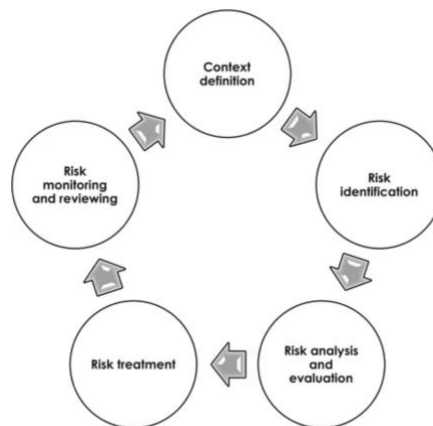 Context
definition
Risk
identification
Risk analysis
and
evaluation
Risk treatment
Risk
monitoring
and reviewing